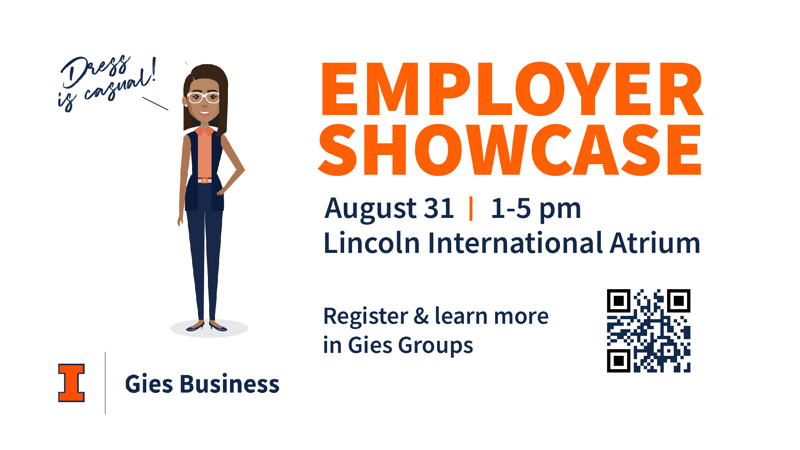 Dress
is casual!
EMPLOYER
SHOWCASE
August 31 | 1-5 pm
Lincoln International Atrium
Register & learn more
in Gies Groups
I
Gies Business